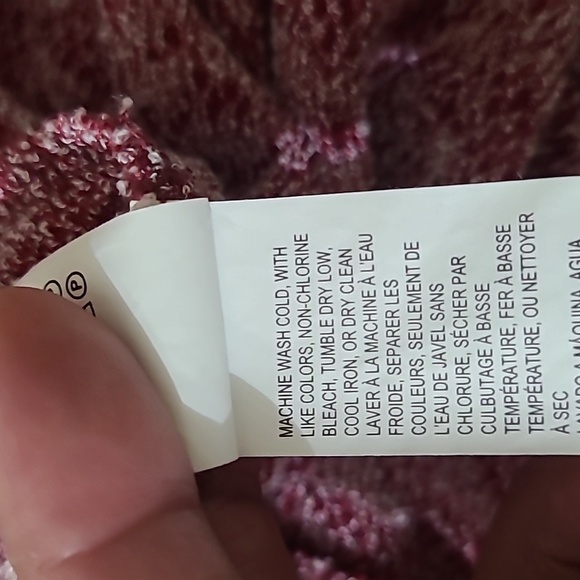 P
MACHINE WASH COLD, WITH
LIKE COLORS, NON-CHLORINE
BLEACH, TUMBLE DRY LOW,
COOL IRON, OR DRY CLEAN
LAVER À LA MACHINE À L'EAU
FROIDE, SEPARER LES
COULEURS, SEULEMENT DE
L'EAU DE JAVEL SANS
CHLORURE, SÉCHER PAR
CULBUTAGE À BASSE
TEMPÉRATURE, FER À BASSE
TEMPÉRATURE, OU NETTOYER
À SEC
A MÁQUINA, AGUA